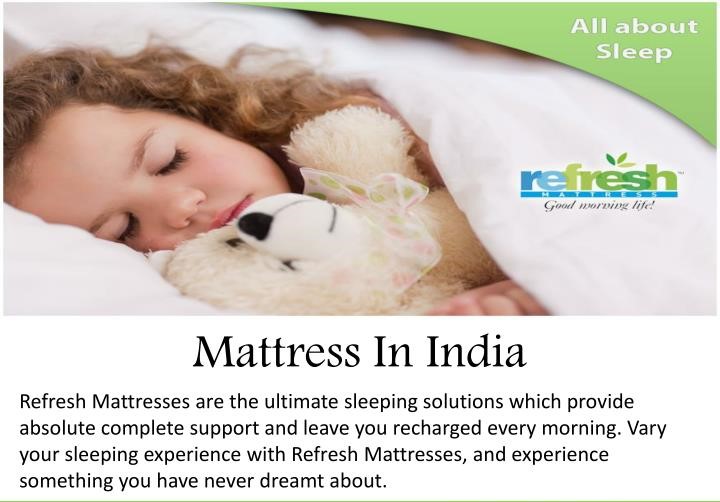 All about
Sleep
refresh
MATTRESS
Good morning life!
Mattress In India
Refresh Mattresses are the ultimate sleeping solutions which provide
absolute complete support and leave you recharged every morning. Vary
your sleeping experience with Refresh Mattresses, and experience
something you have never dreamt about.